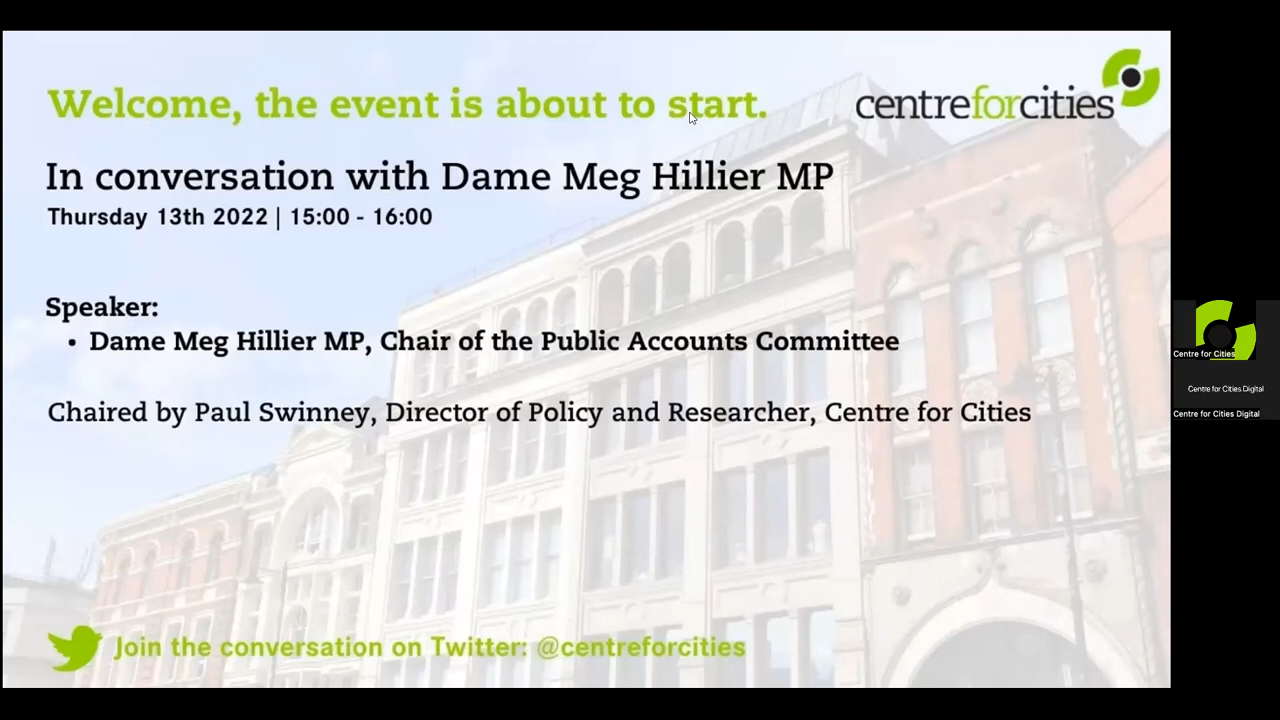 Welcome, the event is about to start.
centreforcities
In conversation with Dame Meg Hillier MP
Thursday 13th 2022 | 15:00 - 16:00
Speaker:
• Dame Meg Hillier MP, Chair of the Public Accounts Committee
Chaired by Paul Swinney, Director of Policy and Researcher, Centre for Cities
Join the conversation on Twitter: @centreforcities
Centre for Cities
Centre for Cities Digital
Centre for Cities Digital